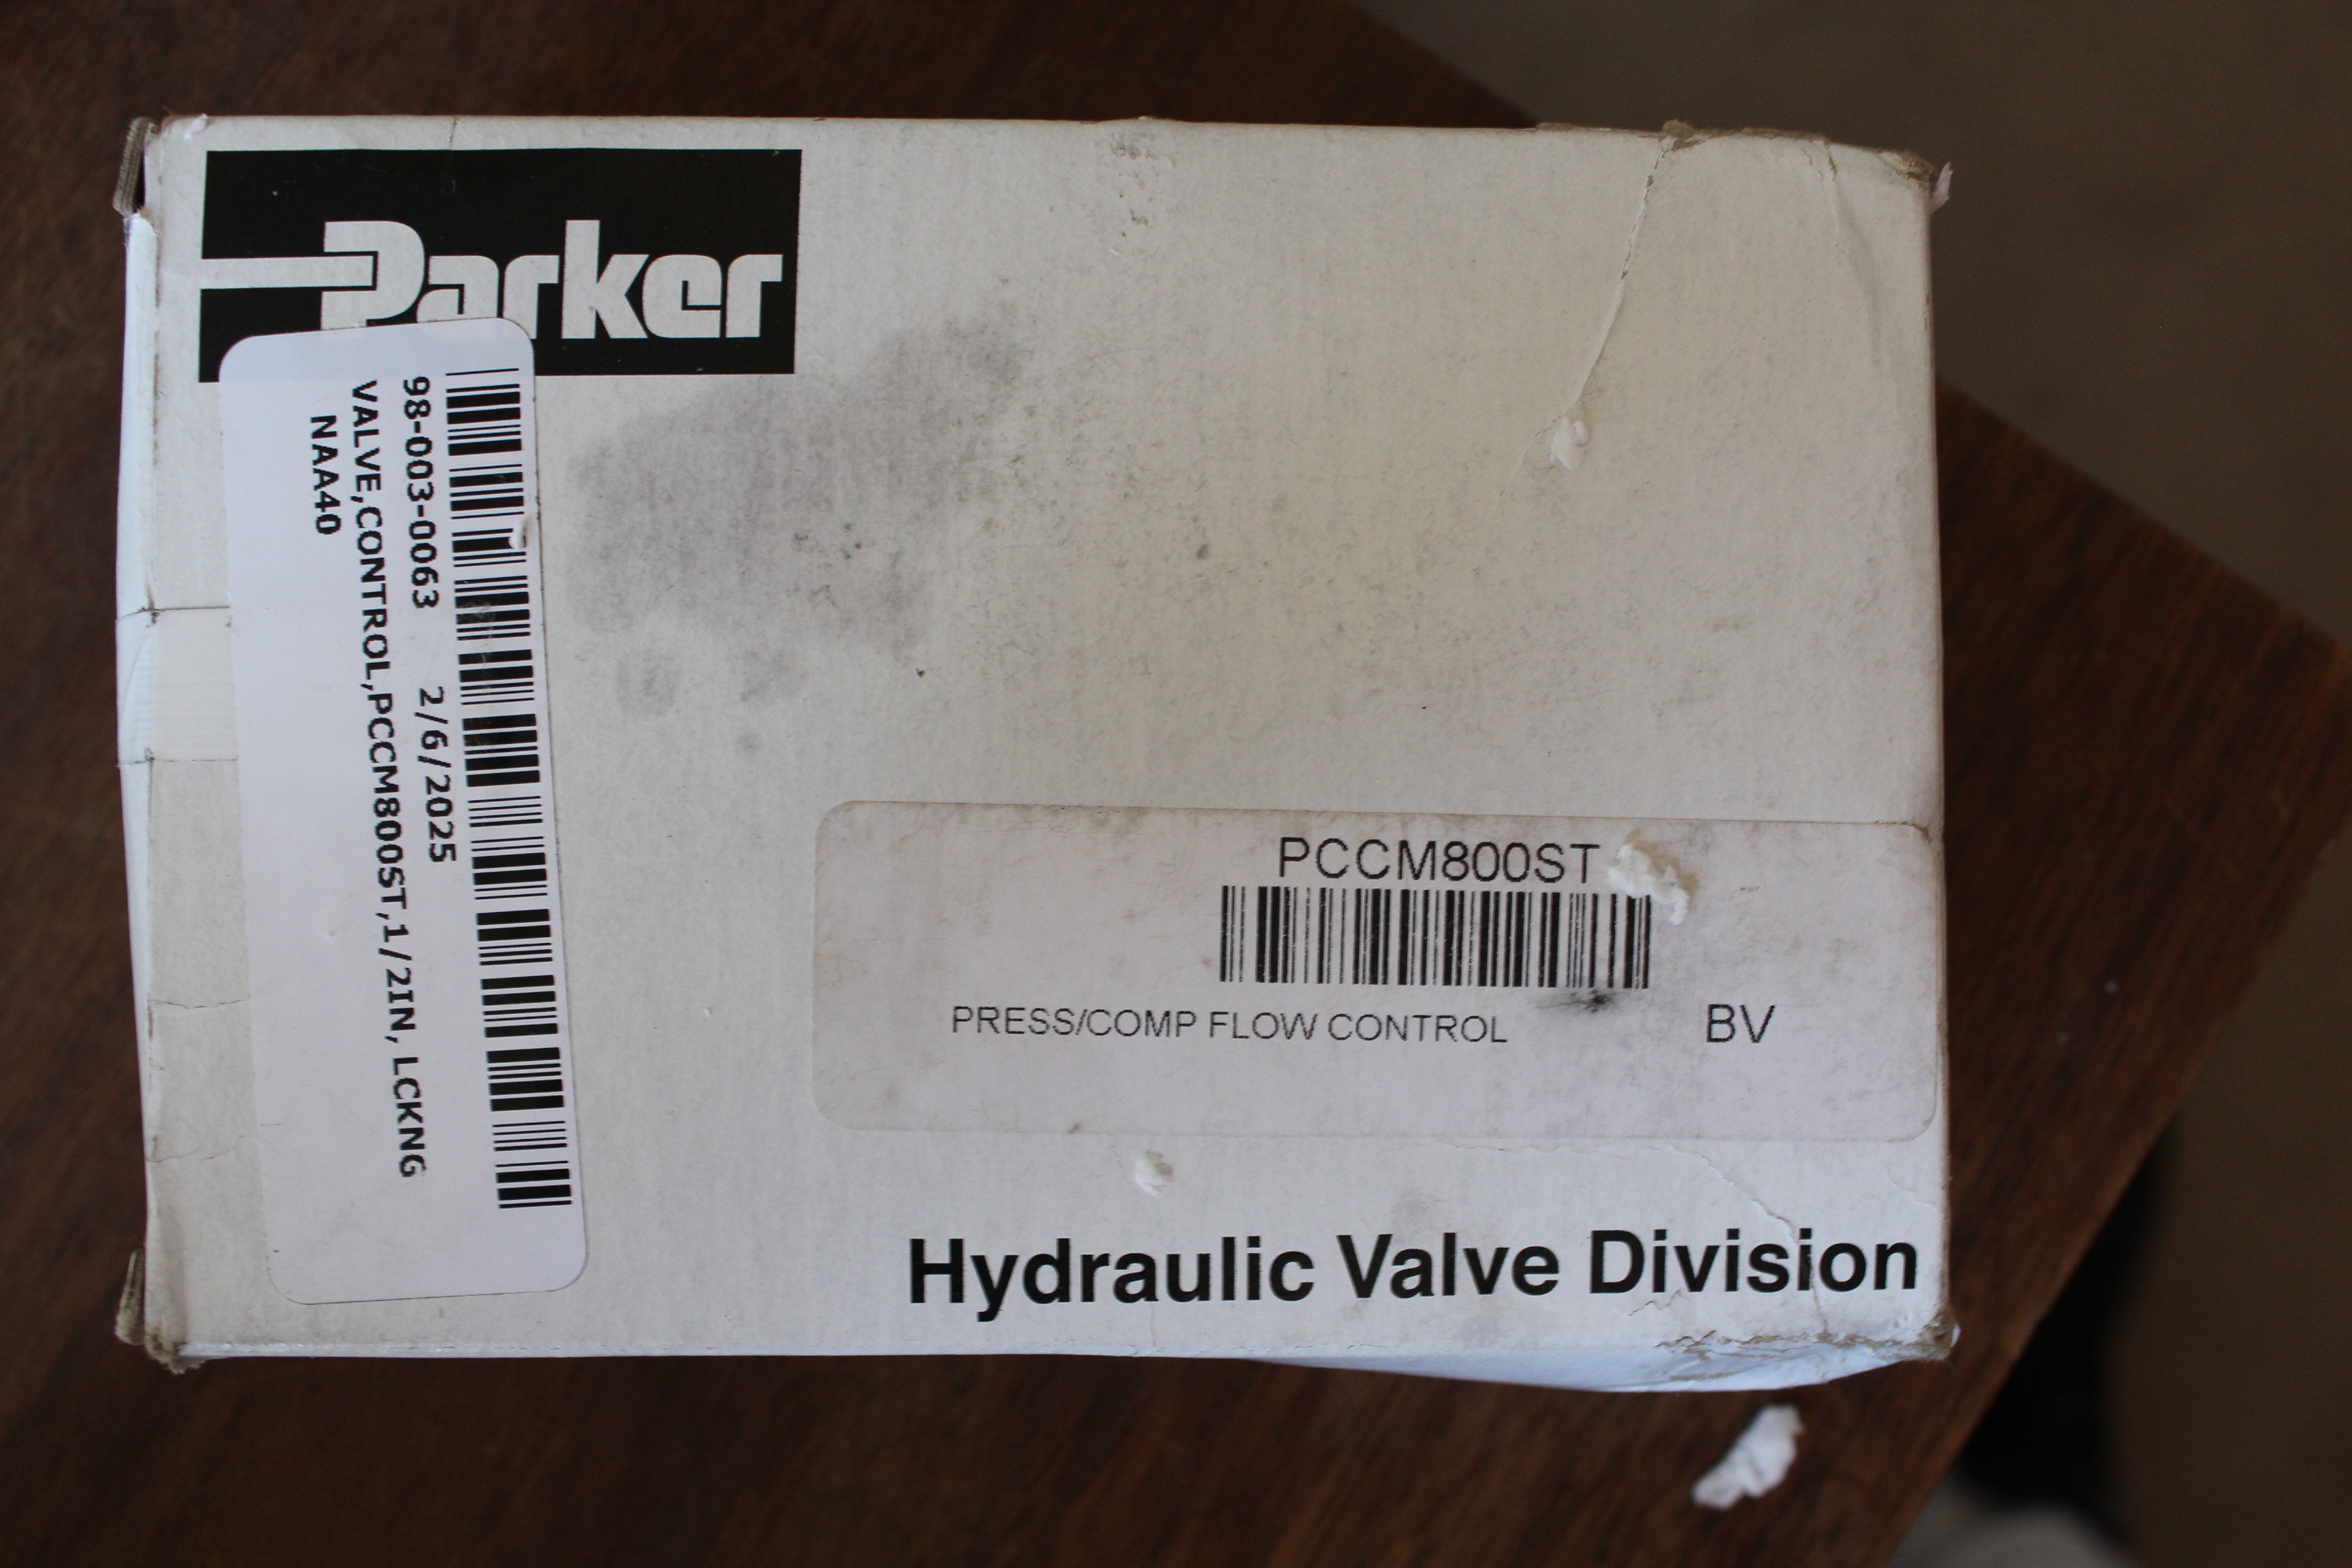 Parker
98-003-0063 2/6/2025
VALVE,CONTROL,PCCM800ST,1/2IN, LCKNG
NAA40
PCCM800ST
PRESS/COMP FLOW CONTROL BV
Hydraulic Valve Division